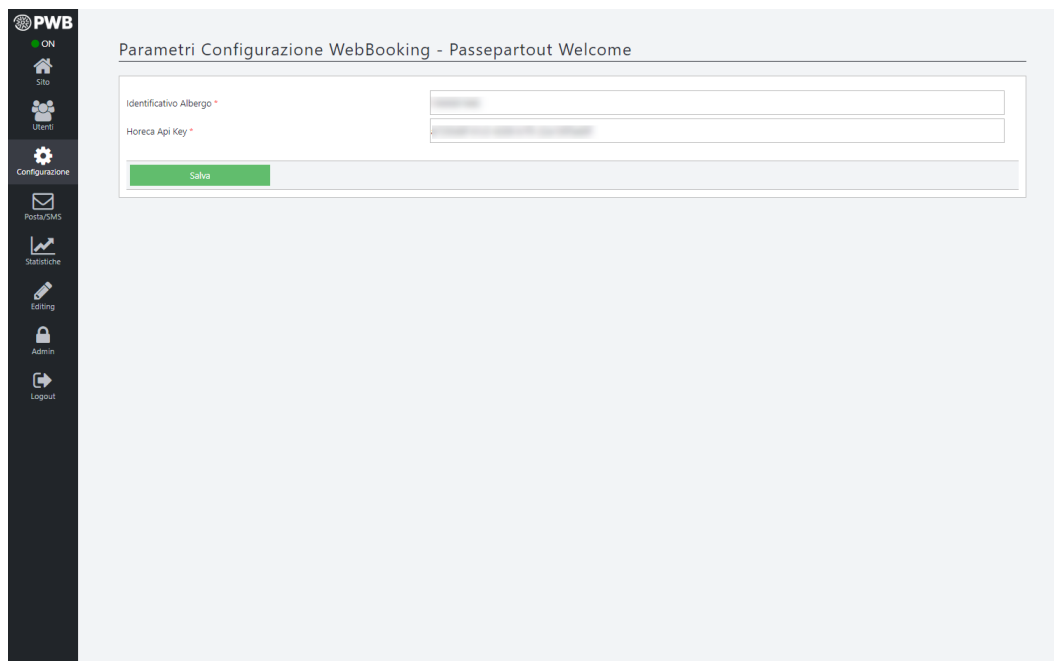 PWB
ON
Sito
Utenti
Configurazione
Posta/SMS
Statistiche
Editing
Admin
Logout
Parametri Configurazione WebBooking - Passepartout Welcome
Identificativo Albergo *
Horeca Api Key *
Salva